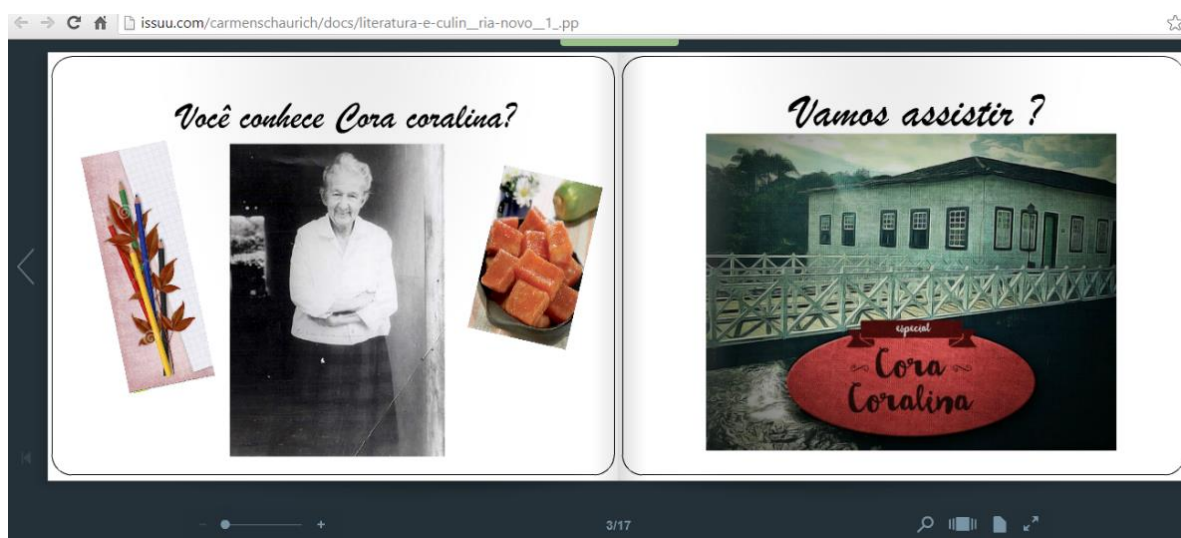 issuu.com/carmenschaurich/docs/literatura-e-culin__ria-novo__1_.pp
Você conhece Cora coralina?
Vamos assistir ?
especial
Cora
Coralina
3/17